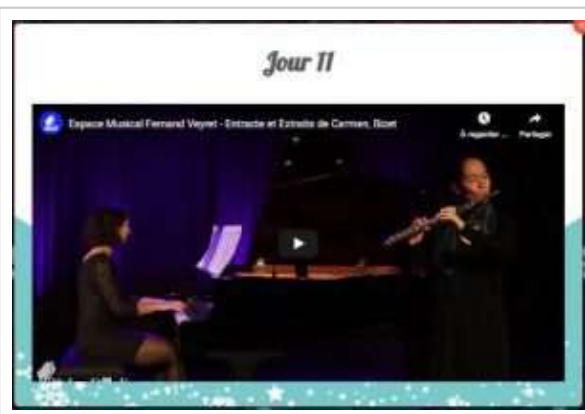 Jour 11
Espace Musical Fernand Veyret - Entracte et Extraits de Carmen, Bizet
À regarder ...
Partager